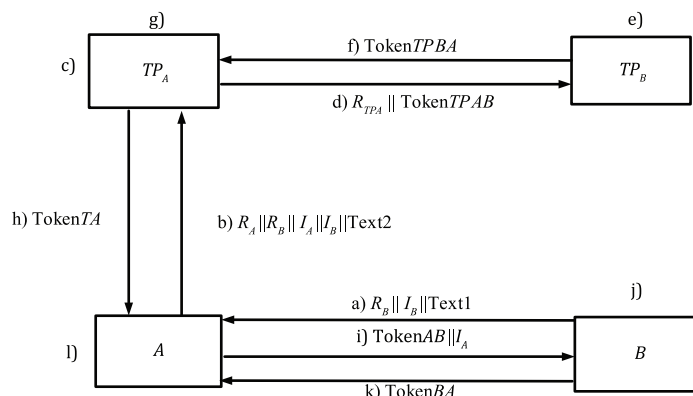 g)
e)
f) TokenTPBA
c)
TP_A
TP_B
d) R_TPA || TokenTPAB
h) TokenTA
b) R_A||R_B|| I_A||I_B||Text2
a) R_B|| I_B||Text1
j)
l)
A
i) TokenAB||I_A
B
k) TokenBA